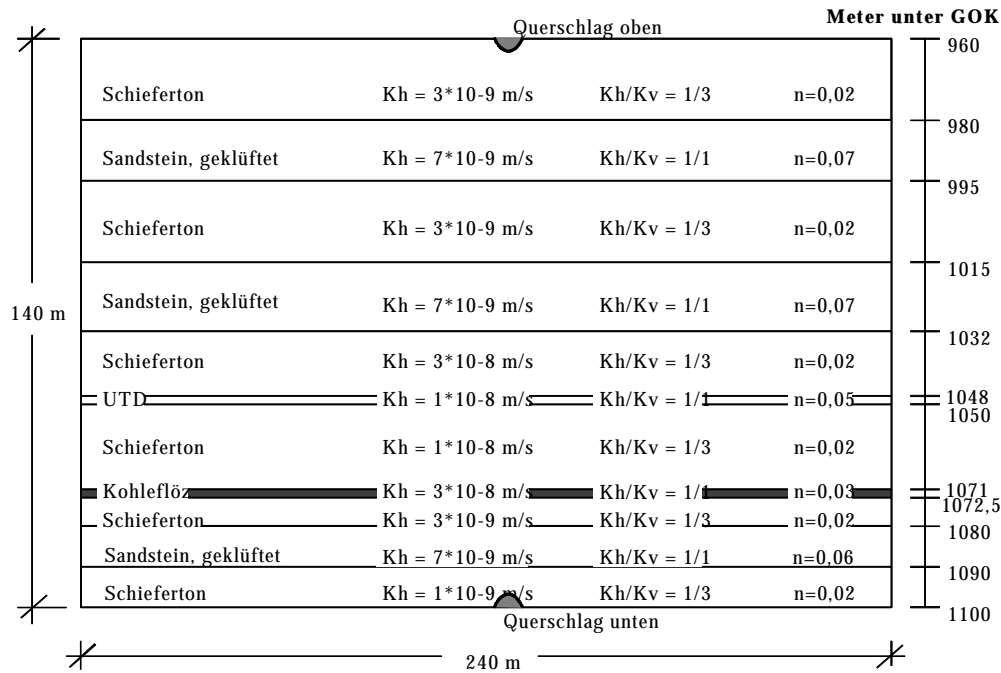 Meter unter GOK
Querschlag oben
960
Schieferton Kh = 3*10-9 m/s Kh/Kv = 1/3 n=0,02
980
Sandstein, geklüftet Kh = 7*10-9 m/s Kh/Kv = 1/1 n=0,07
995
Schieferton Kh = 3*10-9 m/s Kh/Kv = 1/3 n=0,02
1015
Sandstein, geklüftet Kh = 7*10-9 m/s Kh/Kv = 1/1 n=0,07
140 m
1032
Schieferton Kh = 3*10-8 m/s Kh/Kv = 1/3 n=0,02
UTD Kh = 1*10-8 m/s Kh/Kv = 1/1 n=0,05 1048
1050
Schieferton Kh = 1*10-8 m/s Kh/Kv = 1/3 n=0,02
Kohleflöz Kh = 3*10-8 m/s Kh/Kv = 1/1 n=0,03 1071
1072,5
Schieferton Kh = 3*10-9 m/s Kh/Kv = 1/3 n=0,02
1080
Sandstein, geklüftet Kh = 7*10-9 m/s Kh/Kv = 1/1 n=0,06
1090
Schieferton Kh = 1*10-9 m/s Kh/Kv = 1/3 n=0,02
1100
Querschlag unten
240 m